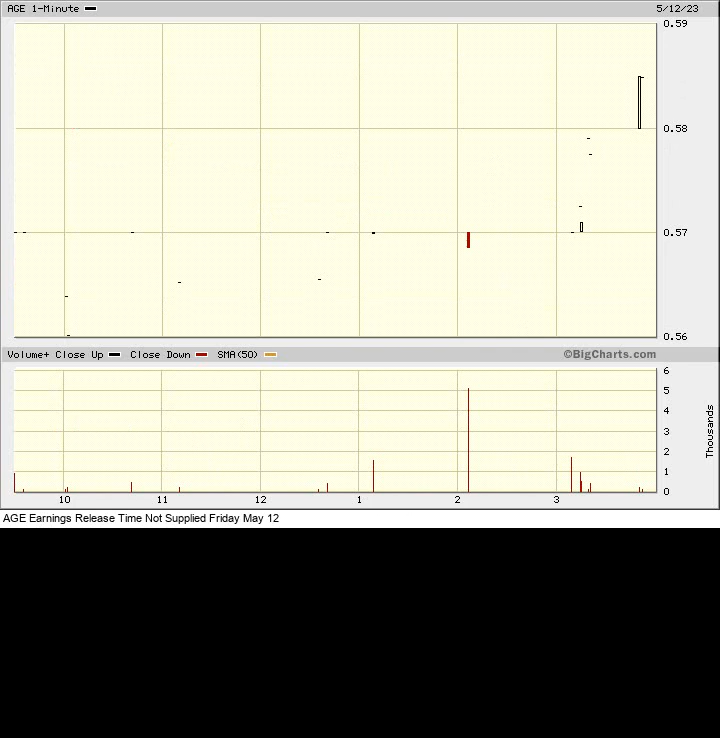 AGE 1-Minute 5/12/23
0.59
0.58
0.57
0.56
Volume+ Close Up Close Down SMA(50) ©BigCharts.com
6
5
4
3
2
1
0
Thousands
10 11 12 1 2 3
AGE Earnings Release Time Not Supplied Friday May 12